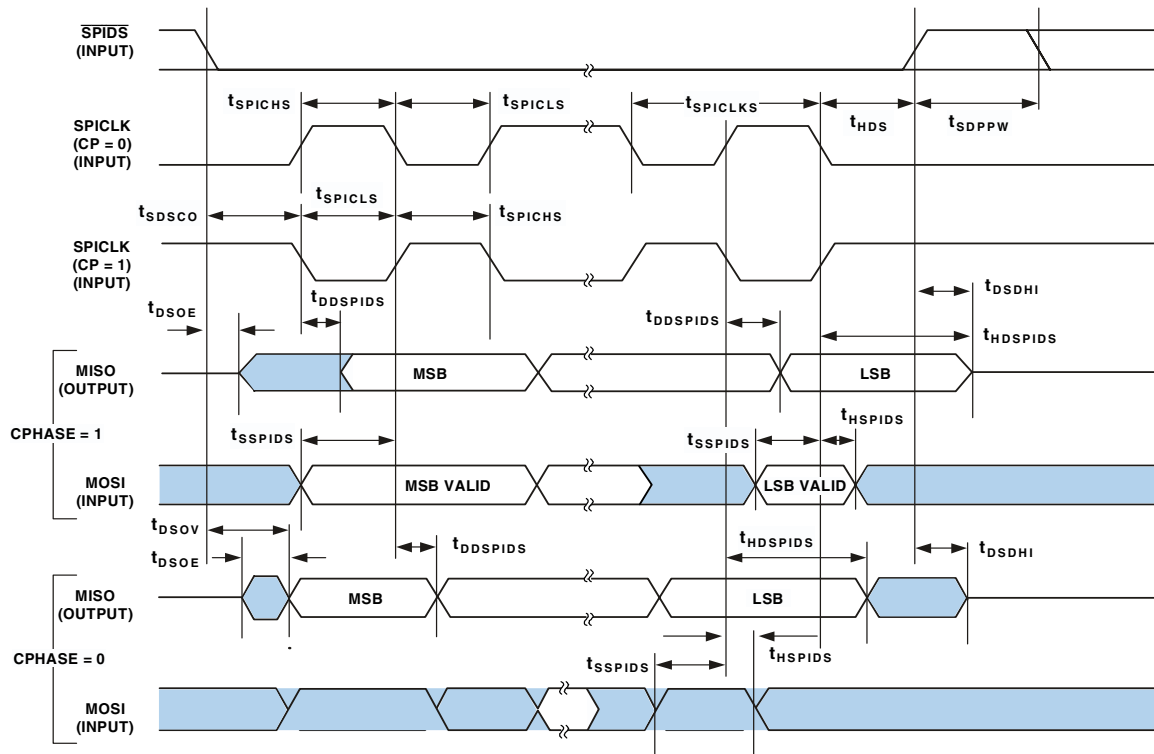 SPIDS
(INPUT)
tSPICHS
tSPICLS
tSPICLKS
tHDS
tSDPPW
SPICLK
(CP = 0)
(INPUT)
tSPICLS
tSDSCO
tSPICHS
SPICLK
(CP = 1)
(INPUT)
tDSOE
tDDSPIDS
tDDSPIDS
tDSDHI
tHDSPIDS
MISO
(OUTPUT)
MSB
LSB
CPHASE = 1
tSSPIDS
tSSPIDS
tHSPIDS
MOSI
(INPUT)
MSB VALID
LSB VALID
tDSOV
tDSOE
tDDSPIDS
tHDSPIDS
tDSDHI
MISO
(OUTPUT)
MSB
LSB
CPHASE = 0
tSSPIDS
tHSPIDS
MOSI
(INPUT)